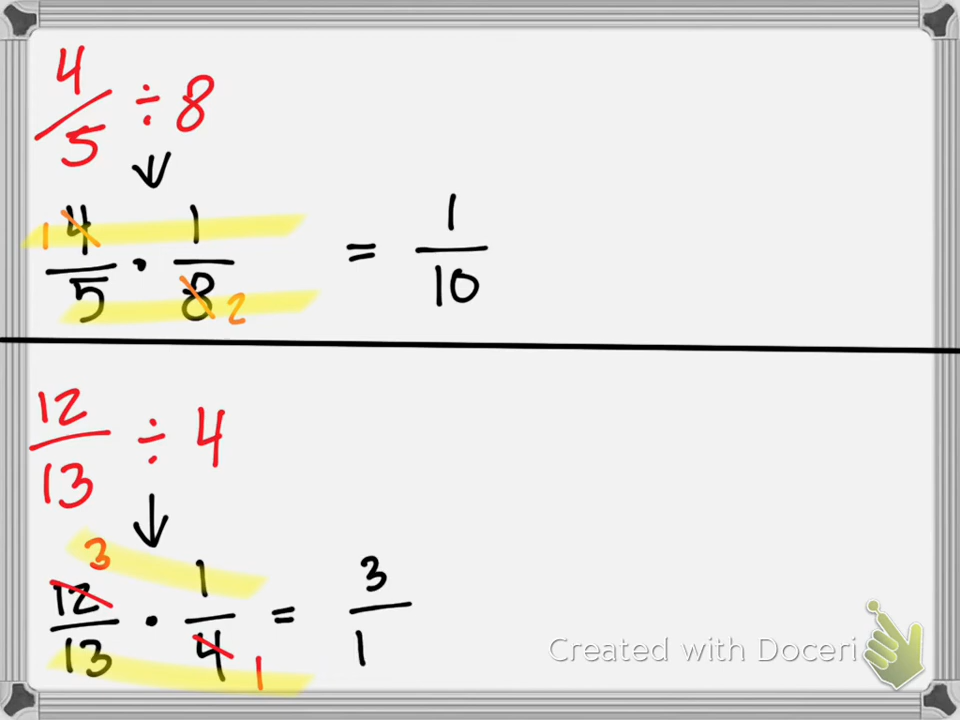 4/5 ÷ 8
↓
1 4/5 · 1/8 2 = 1/10
12/13 ÷ 4
↓
3
12/13 · 1/4 1 = 3/1
Created with Doceri